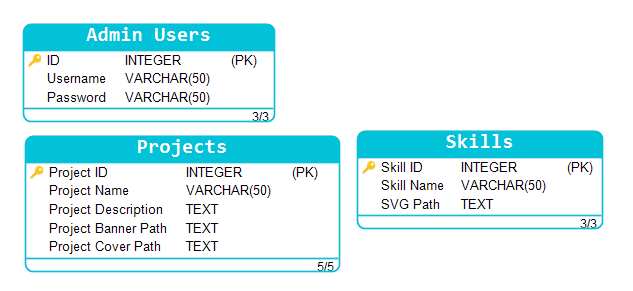 Admin Users
ID INTEGER (PK)
Username VARCHAR(50)
Password VARCHAR(50)
3/3
Projects
Project ID INTEGER (PK)
Project Name VARCHAR(50)
Project Description TEXT
Project Banner Path TEXT
Project Cover Path TEXT
5/5
Skills
Skill ID INTEGER (PK)
Skill Name VARCHAR(50)
SVG Path TEXT
3/3